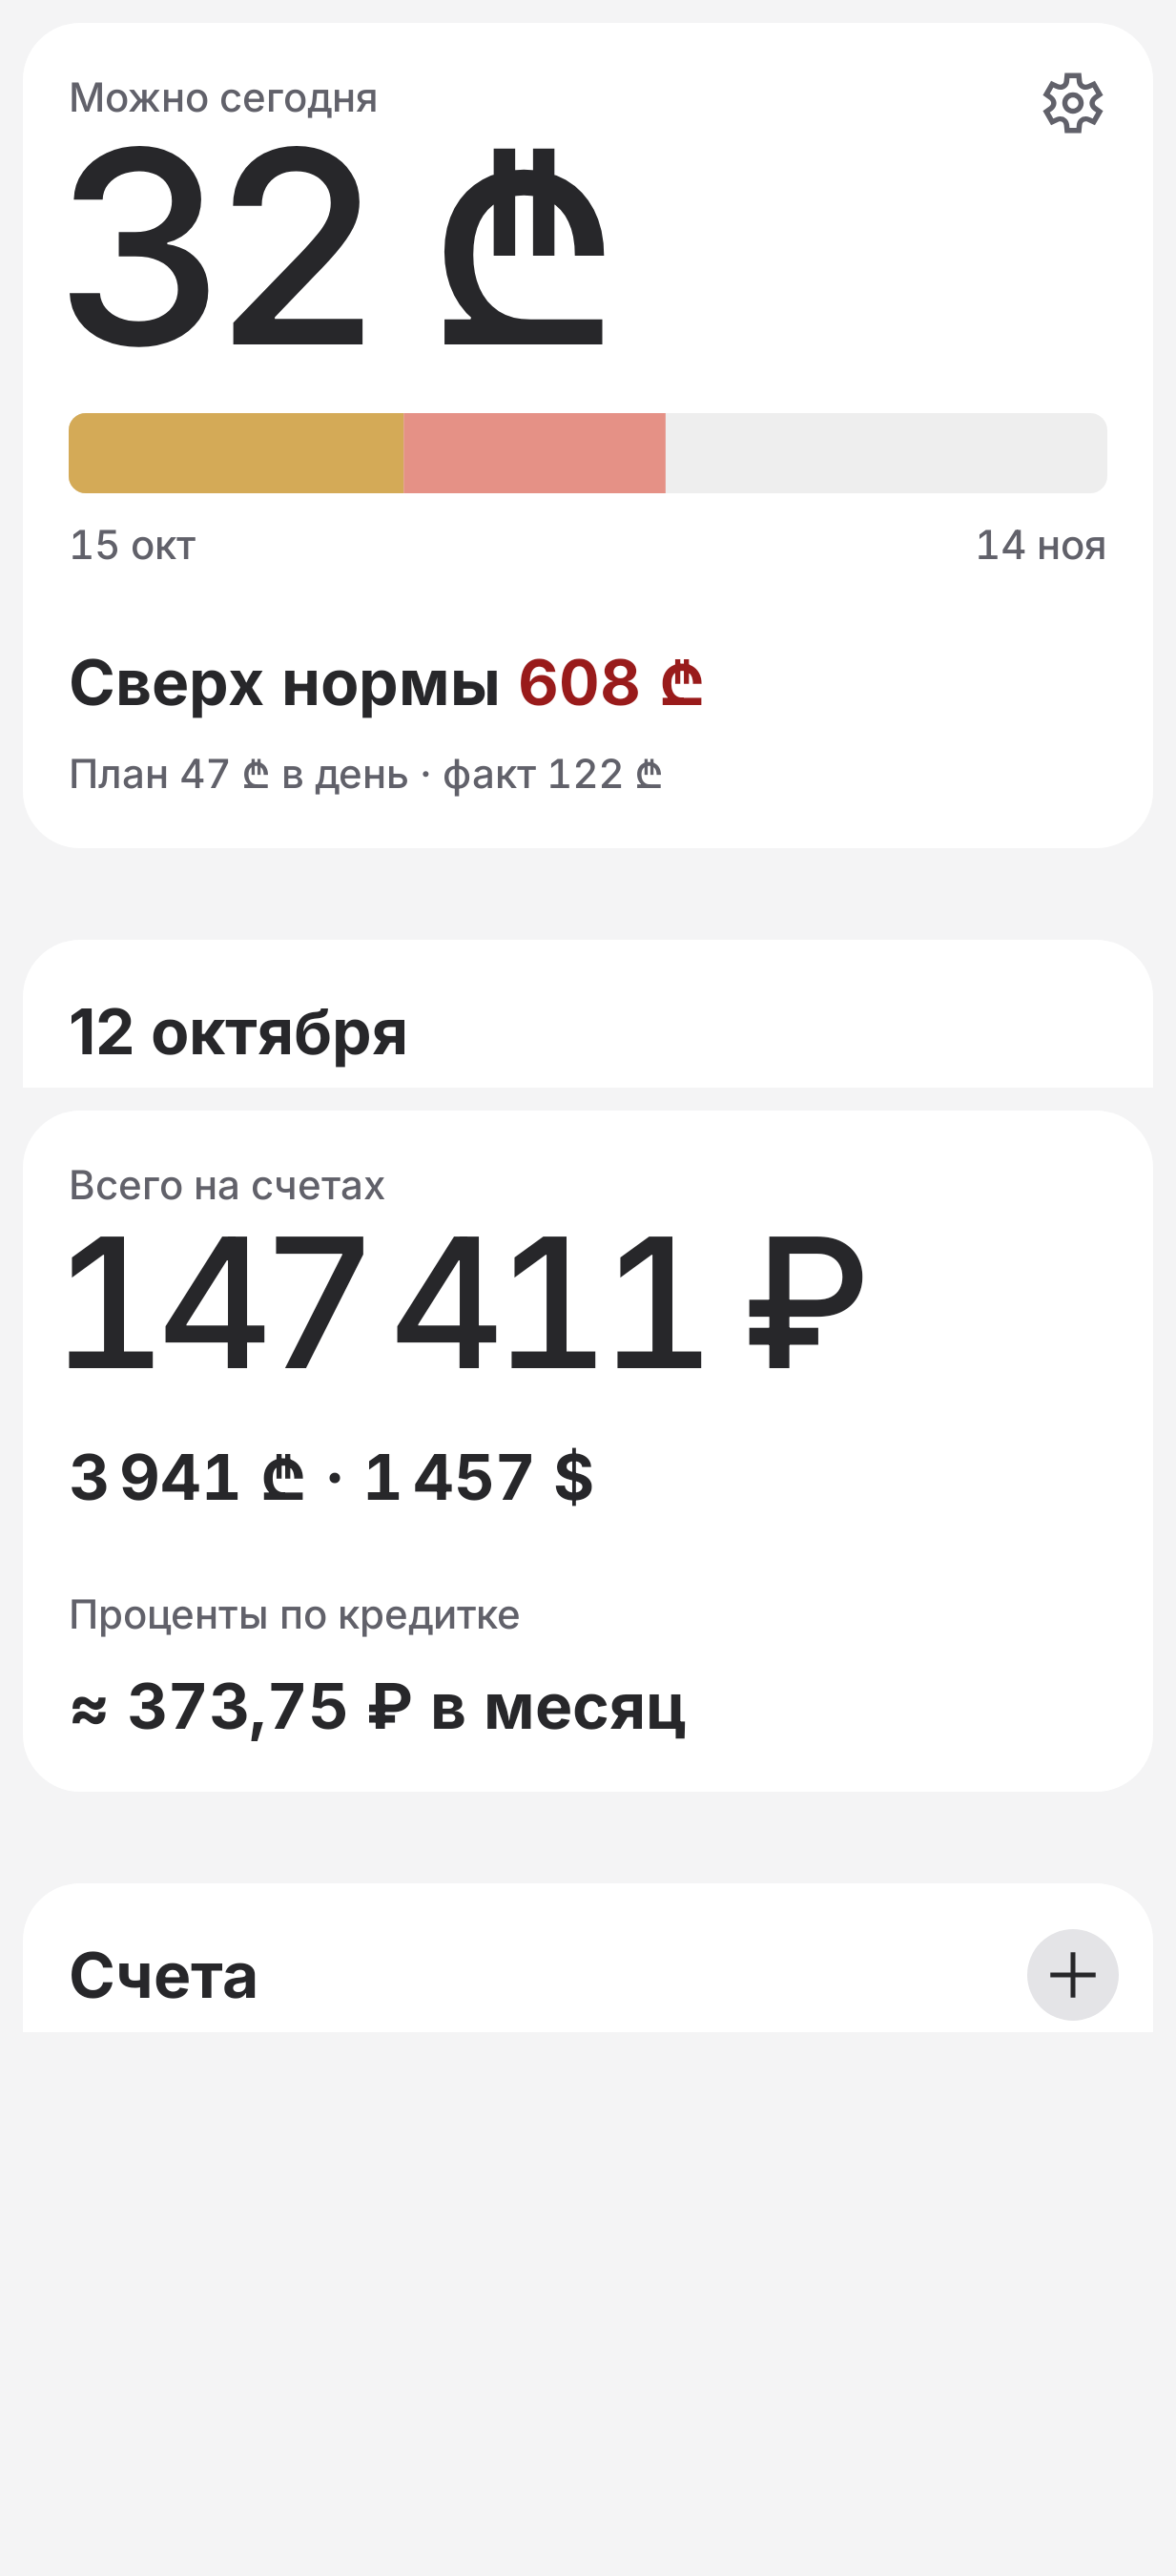 Можно сегодня
32 ₾
15 окт
14 ноя
Сверх нормы 608 ₾
План 47 ₾ в день · факт 122 ₾
12 октября
Всего на счетах
147 411 ₽
3 941 ₾ · 1 457 $
Проценты по кредитке
≈ 373,75 ₽ в месяц
Счета